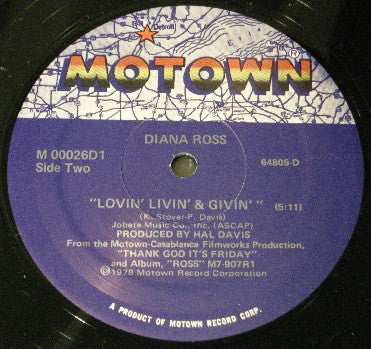 Detroit
MOTOWN®
DIANA ROSS
M 00026D1
Side Two
64805-D
"LOVIN' LIVIN' & GIVIN' " (5:11)
(K. Stover-P. Davis)
Jobete Music Co., Inc. (ASCAP)
PRODUCED BY HAL DAVIS
From the Motown-Casablanca Filmworks Production,
"THANK GOD IT'S FRIDAY"
and Album, "ROSS" M7-907R1
℗1978 Motown Record Corporation
A PRODUCT OF MOTOWN RECORD CORP.